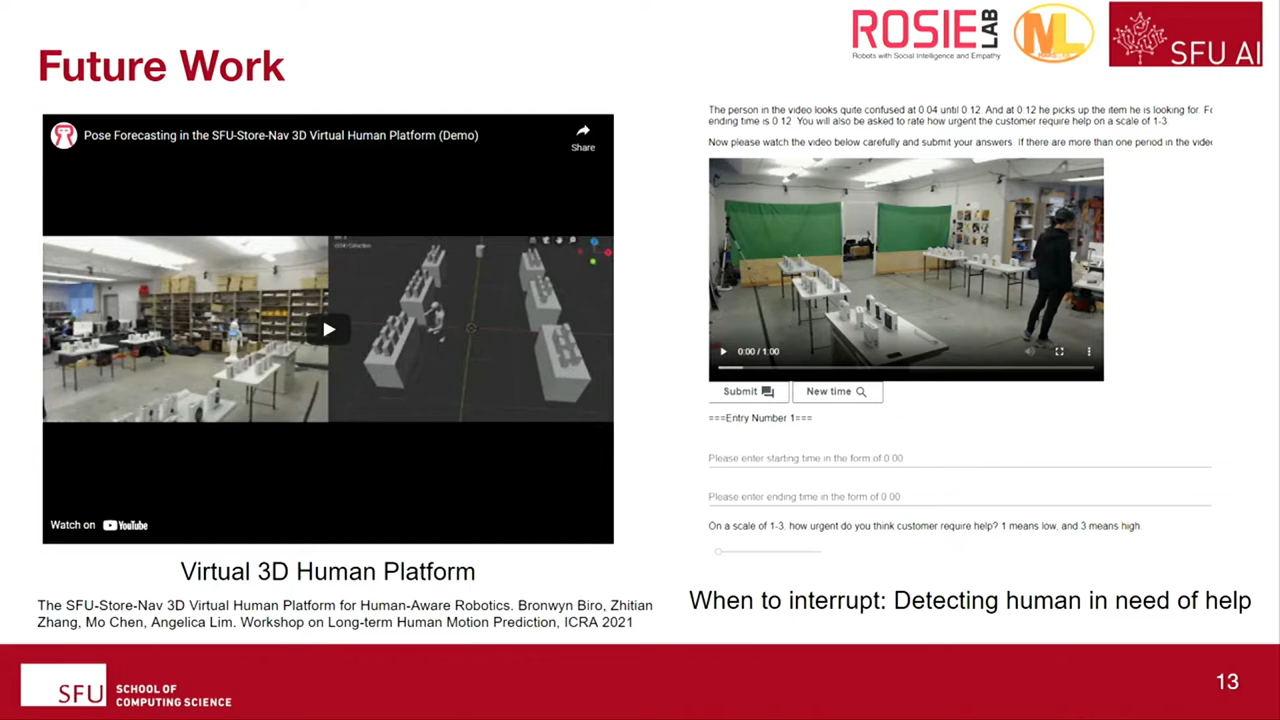 Future Work
ROSIE LAB
Robots with Social Intelligence and Empathy
ML
SFU AI
Pose Forecasting in the SFU-Store-Nav 3D Virtual Human Platform (Demo)
Share
Watch on YouTube
Virtual 3D Human Platform
The SFU-Store-Nav 3D Virtual Human Platform for Human-Aware Robotics. Bronwyn Biro, Zhitian
Zhang, Mo Chen, Angelica Lim. Workshop on Long-term Human Motion Prediction, ICRA 2021
The person in the video looks quite confused at 0 04 until 0 12. And at 0 12 he picks up the item he is looking for. Fo
ending time is 0 12 You will also be asked to rate how urgent the customer require help on a scale of 1-3
Now please watch the video below carefully and submit your answers. If there are more than one period in the video
0:00 / 1:00
Submit
New time
===Entry Number 1===
Please enter starting time in the form of 0 00
Please enter ending time in the form of 0 00
On a scale of 1-3, how urgent do you think customer require help? 1 means low, and 3 means high.
When to interrupt: Detecting human in need of help
SFU
SCHOOL OF
COMPUTING SCIENCE
13